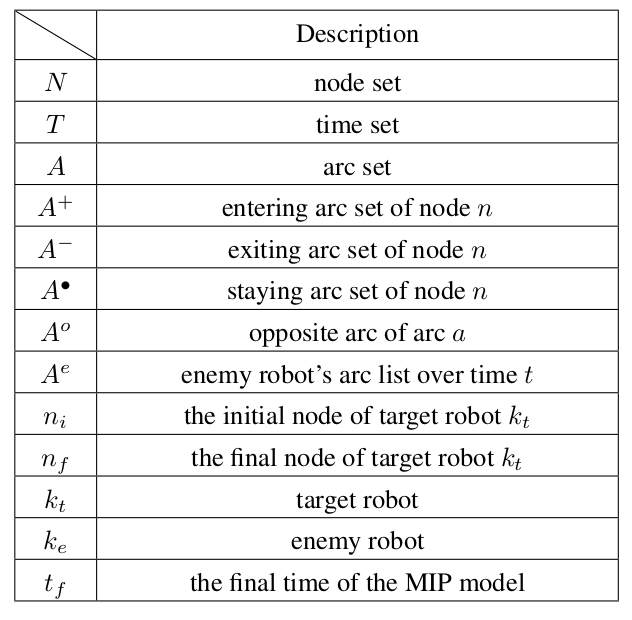 Description
N node set
T time set
A arc set
A⁺ entering arc set of node n
A⁻ exiting arc set of node n
A• staying arc set of node n
Aᵒ opposite arc of arc a
Aᵉ enemy robot's arc list over time t
n_i the initial node of target robot k_t
n_f the final node of target robot k_t
k_t target robot
k_e enemy robot
t_f the final time of the MIP model